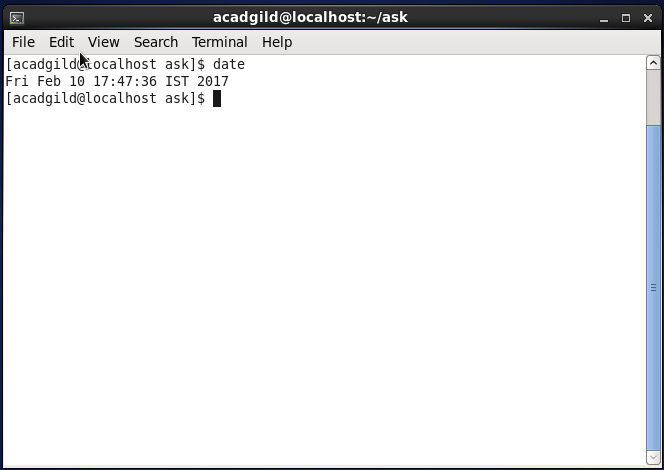 acadgild@localhost:~/ask
File Edit View Search Terminal Help
[acadgild@localhost ask]$ date
Fri Feb 10 17:47:36 IST 2017
[acadgild@localhost ask]$